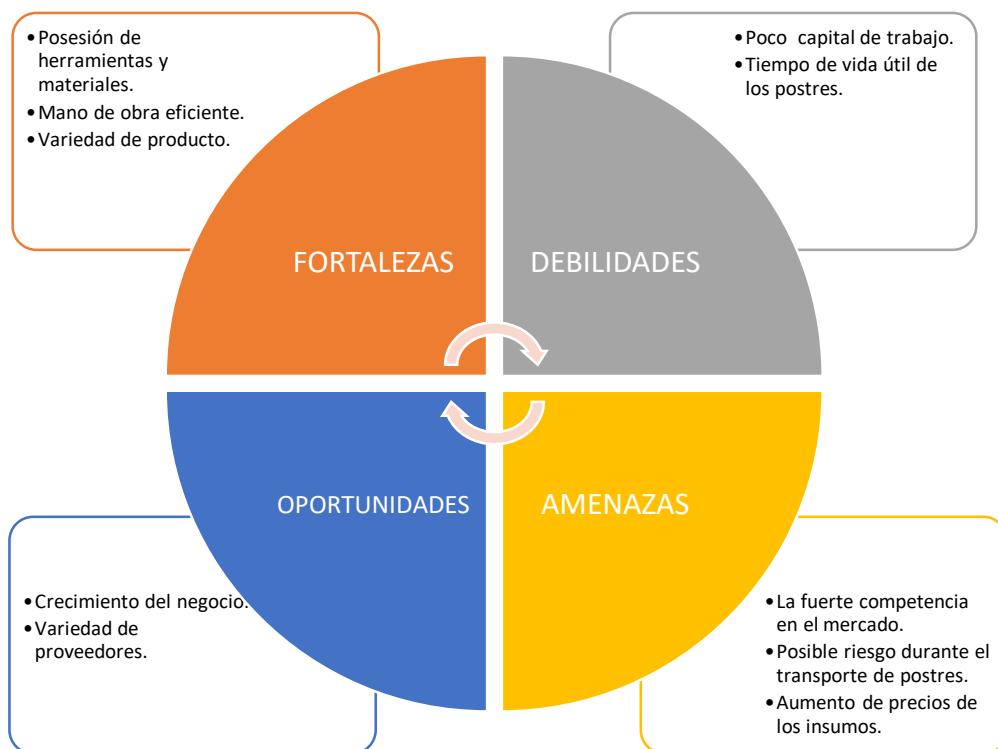 •Posesión de
herramientas y
materiales.
•Mano de obra eficiente.
•Variedad de producto.
•Poco capital de trabajo.
•Tiempo de vida útil de
los postres.
FORTALEZAS
DEBILIDADES
OPORTUNIDADES
AMENAZAS
•Crecimiento del negocio.
•Variedad de
proveedores.
•La fuerte competencia
en el mercado.
•Posible riesgo durante el
transporte de postres.
•Aumento de precios de
los insumos.